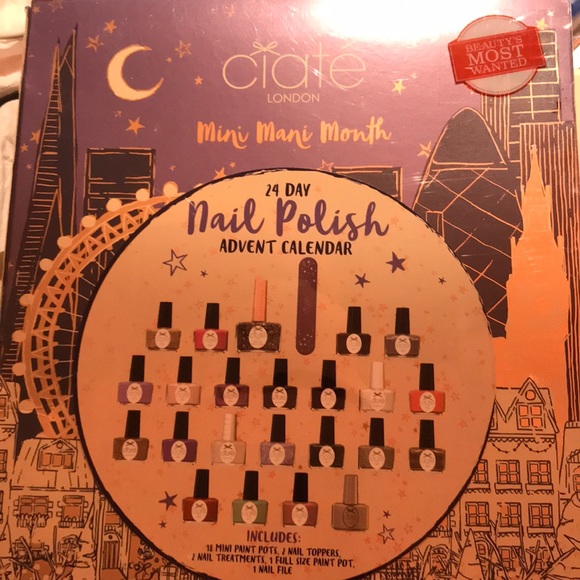 ciaté
LONDON
BEAUTY'S
MOST
WANTED
Mini Mani Month
24 DAY
Nail Polish
ADVENT CALENDAR
INCLUDES:
18 MINI PAINT POTS, 2 NAIL TOPPERS,
2 NAIL TREATMENTS, 1 FULL SIZE PAINT POT,
1 NAIL FILE